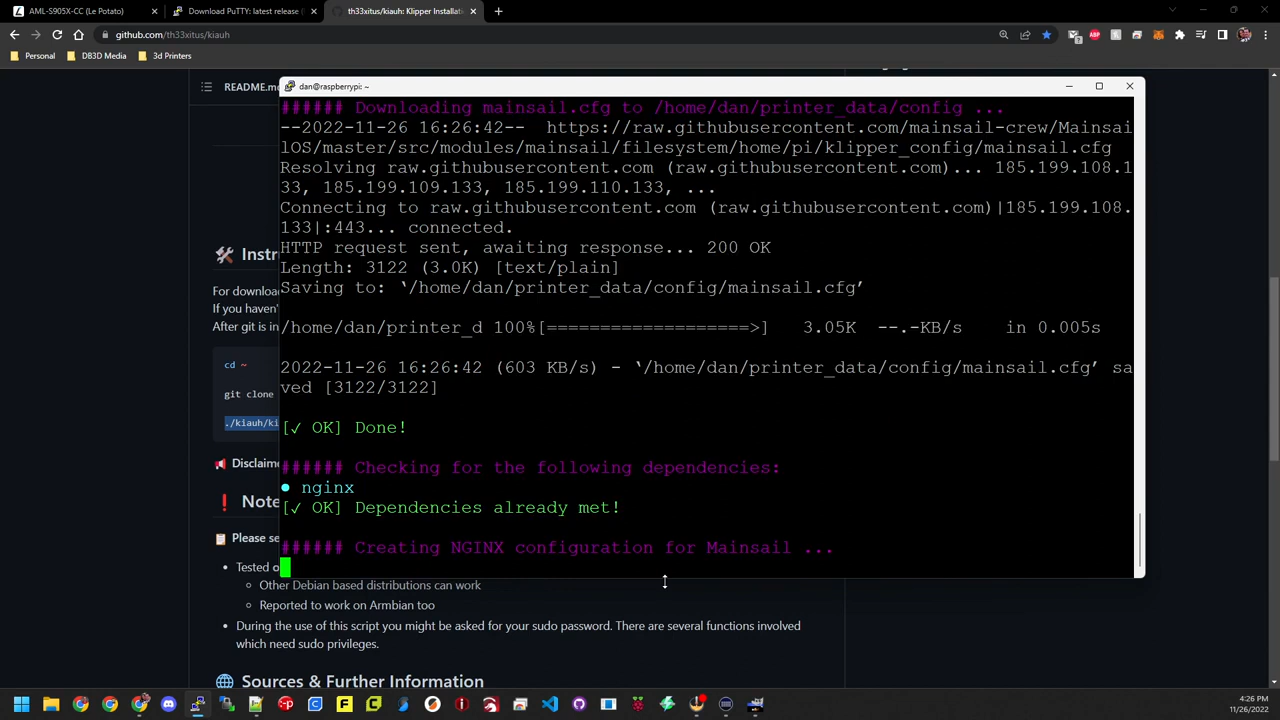 AML-S905X-CC (Le Potato)
Download PuTTY: latest release (
th33xitus/kiauh: Klipper Installati
github.com/th33xitus/kiauh
Personal
DB3D Media
3d Printers
README.m
dan@raspberrypi: ~
###### Downloading mainsail.cfg to /home/dan/printer_data/config ...
--2022-11-26 16:26:42-- https://raw.githubusercontent.com/mainsail-crew/Mainsai
lOS/master/src/modules/mainsail/filesystem/home/pi/klipper_config/mainsail.cfg
Resolving raw.githubusercontent.com (raw.githubusercontent.com)... 185.199.108.1
33, 185.199.109.133, 185.199.110.133, ...
Connecting to raw.githubusercontent.com (raw.githubusercontent.com)|185.199.108.
133|:443... connected.
HTTP request sent, awaiting response... 200 OK
Length: 3122 (3.0K) [text/plain]
Saving to: ‘/home/dan/printer_data/config/mainsail.cfg’
/home/dan/printer_d 100%[===================>] 3.05K --.-KB/s in 0.005s
2022-11-26 16:26:42 (603 KB/s) - ‘/home/dan/printer_data/config/mainsail.cfg’ sa
ved [3122/3122]
[✓ OK] Done!
###### Checking for the following dependencies:
● nginx
[✓ OK] Dependencies already met!
###### Creating NGINX configuration for Mainsail ...
🛠 Instr
For download
If you haven'
After git is in
cd ~
git clone
./kiauh/ki
📢 Disclaime
❗ Note
📋 Please se
• Tested o
Other Debian based distributions can work
Reported to work on Armbian too
• During the use of this script you might be asked for your sudo password. There are several functions involved
which need sudo privileges.
🌐 Sources & Further Information
4:26 PM
11/26/2022